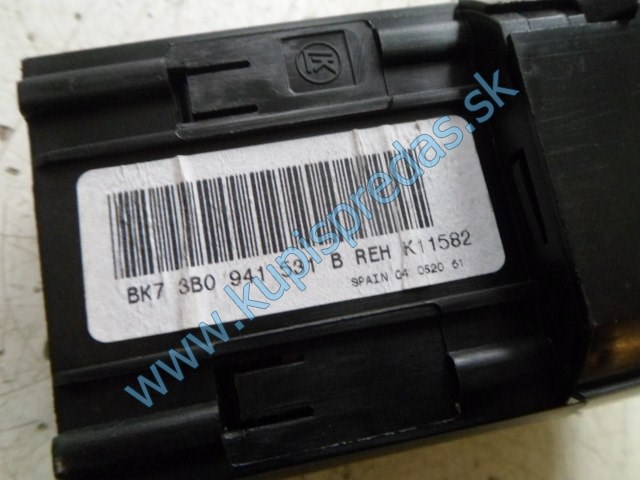 BK7 3B0 941 531 B REH K11582
SPAIN 04 0520 61
www.kupispredas.sk